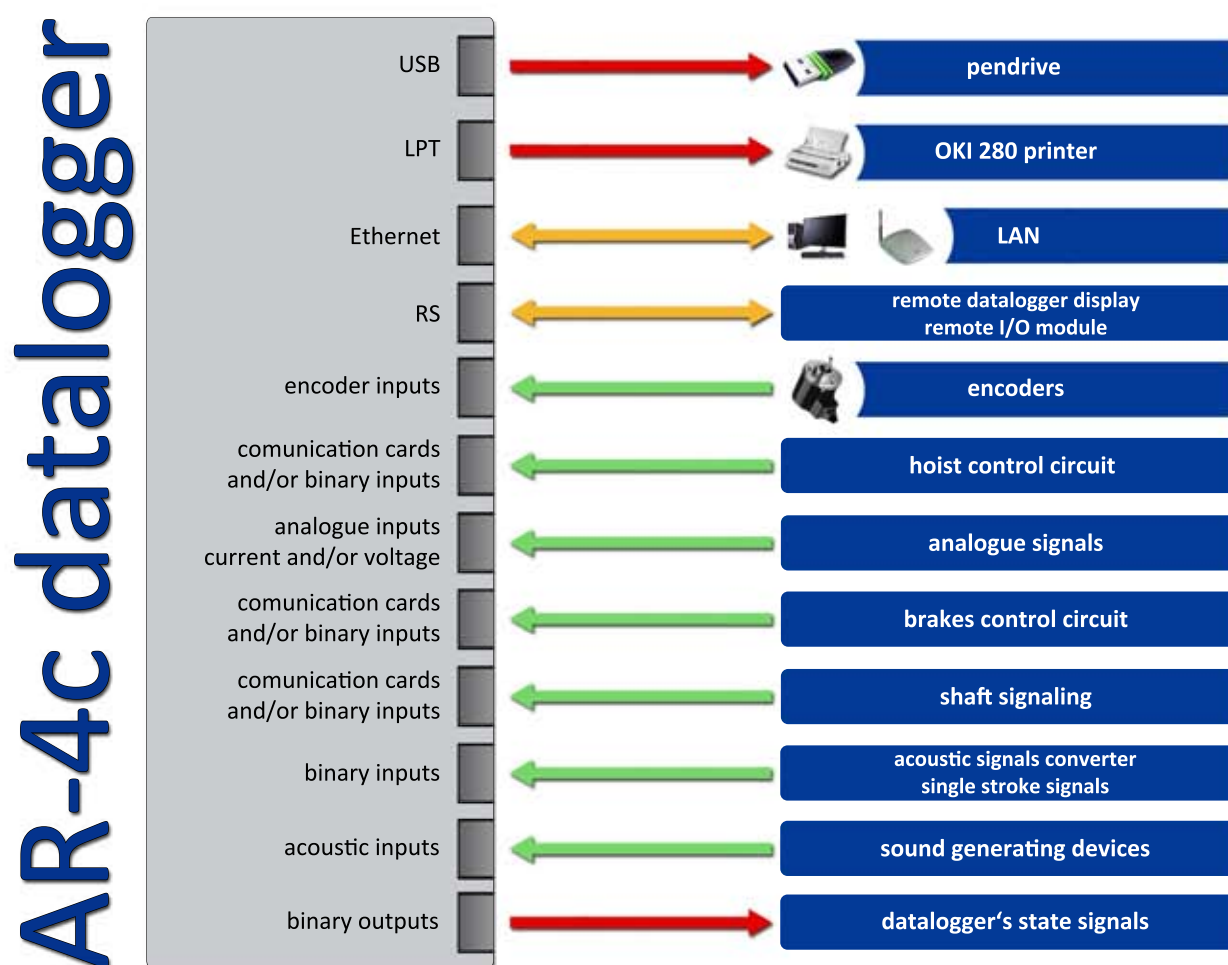 AR-4c datalogger
USB
pendrive
LPT
OKI 280 printer
Ethernet
LAN
RS
remote datalogger display
remote I/O module
encoder inputs
encoders
comunication cards
and/or binary inputs
hoist control circuit
analogue inputs
current and/or voltage
analogue signals
comunication cards
and/or binary inputs
brakes control circuit
comunication cards
and/or binary inputs
shaft signaling
binary inputs
acoustic signals converter
single stroke signals
acoustic inputs
sound generating devices
binary outputs
datalogger‘s state signals